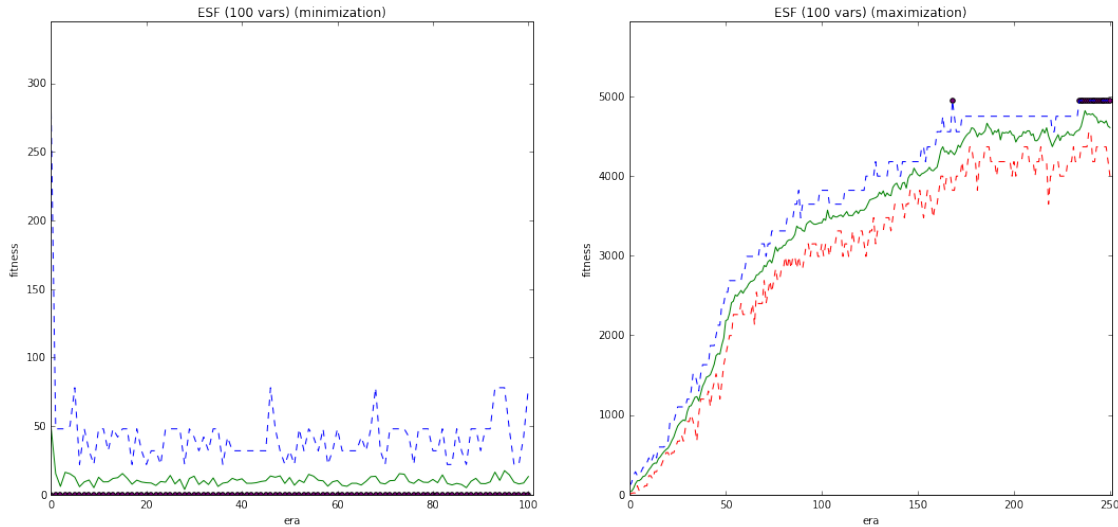 ESF (100 vars) (minimization)
300
250
200
150
100
50
0
fitness
0 20 40 60 80 100
era
ESF (100 vars) (maximization)
5000
4000
3000
2000
1000
0
fitness
0 50 100 150 200 250
era